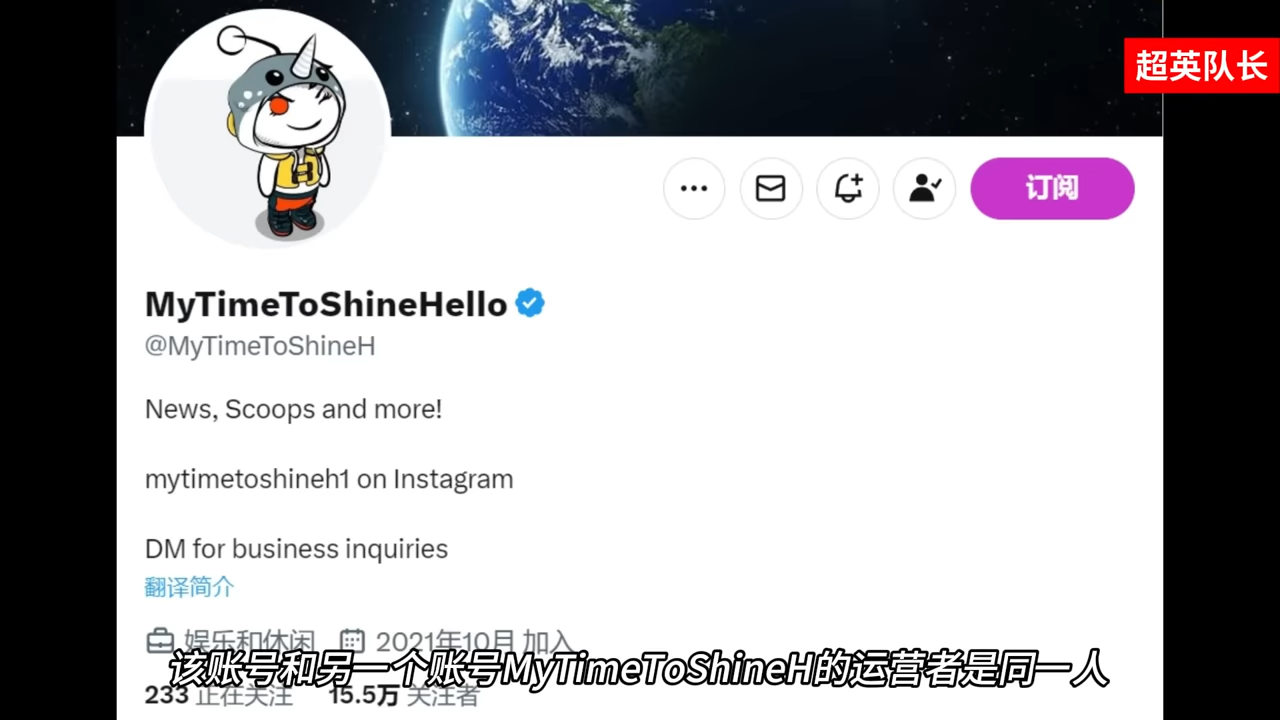 超英队长
订阅
MyTimeToShineHello
@MyTimeToShineH
News, Scoops and more!
mytimetoshineh1 on Instagram
DM for business inquiries
翻译简介
娱乐和休闲 2021年10月 加入
该账号和另一个账号MyTimeToShineH的运营者是同一人
233 正在关注 15.5万 关注者